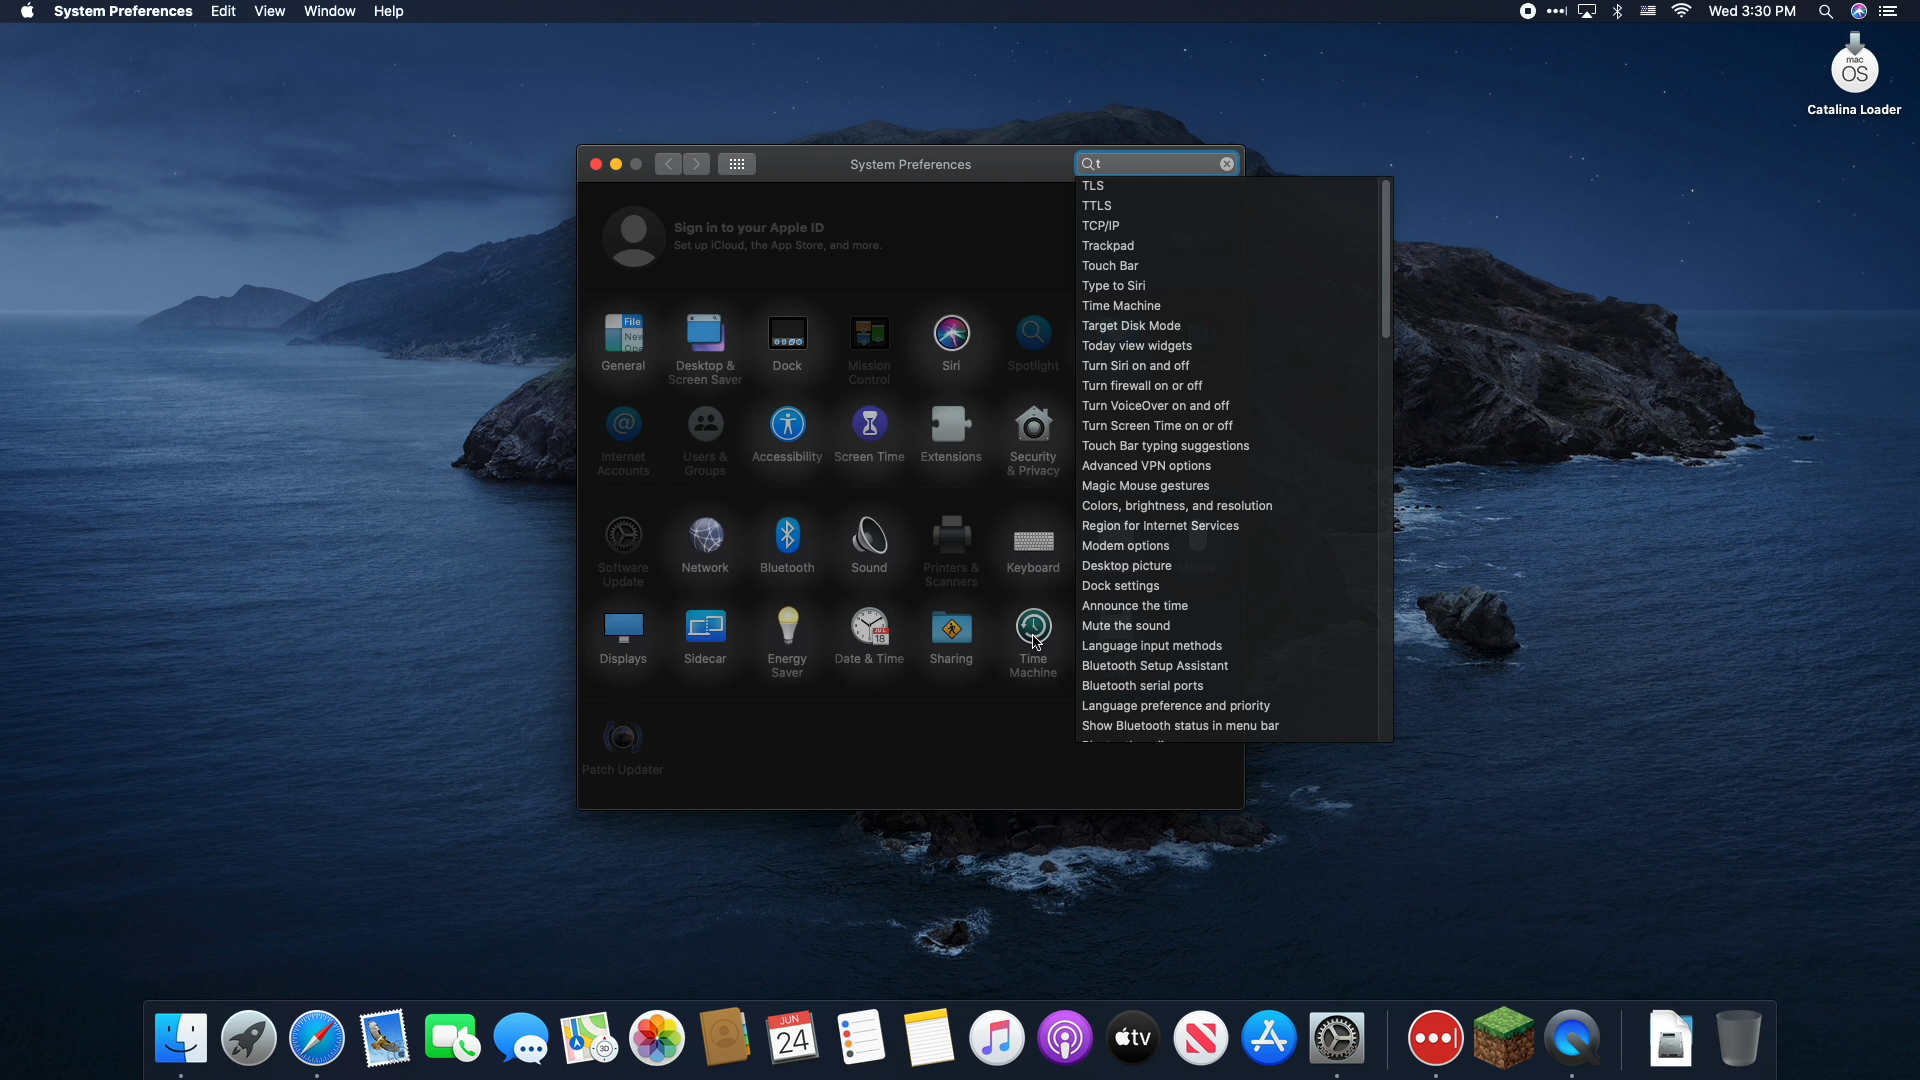 System Preferences Edit View Window Help
Wed 3:30 PM
mac
OS
Catalina Loader
System Preferences
t
Sign in to your Apple ID
Set up iCloud, the App Store, and more.
File
New
Ope
General
Desktop &
Screen Saver
Dock
Mission
Control
Siri
Spotlight
Internet
Accounts
Users &
Groups
Accessibility
Screen Time
Extensions
Security
& Privacy
Software
Update
Network
Bluetooth
Sound
Printers &
Scanners
Keyboard
Mouse
Displays
Sidecar
Energy
Saver
JUL
18
Date & Time
Sharing
Time
Machine
Patch Updater
TLS
TTLS
TCP/IP
Trackpad
Touch Bar
Type to Siri
Time Machine
Target Disk Mode
Today view widgets
Turn Siri on and off
Turn firewall on or off
Turn VoiceOver on and off
Turn Screen Time on or off
Touch Bar typing suggestions
Advanced VPN options
Magic Mouse gestures
Colors, brightness, and resolution
Region for Internet Services
Modem options
Desktop picture
Dock settings
Announce the time
Mute the sound
Language input methods
Bluetooth Setup Assistant
Bluetooth serial ports
Language preference and priority
Show Bluetooth status in menu bar
3D
JUN
24
tv